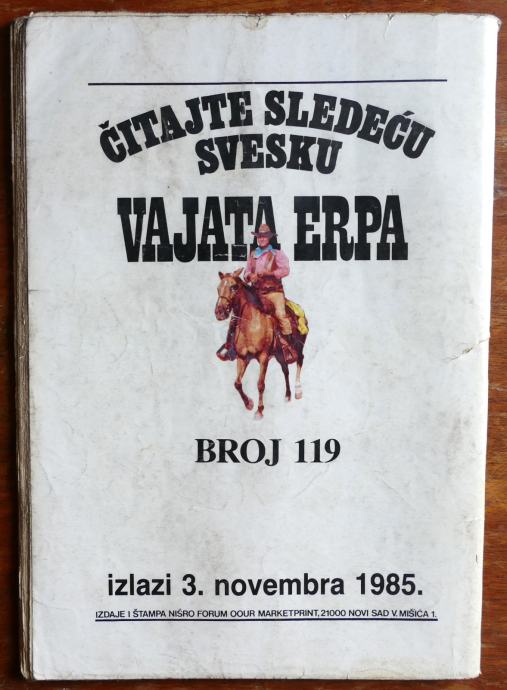 ČITAJTE SLEDEĆU
SVESKU
VAJATA ERPA
BROJ 119
izlazi 3. novembra 1985.
IZDAJE I ŠTAMPA NIŠRO FORUM OOUR MARKETPRINT, 21000 NOVI SAD V. MIŠIĆA 1.